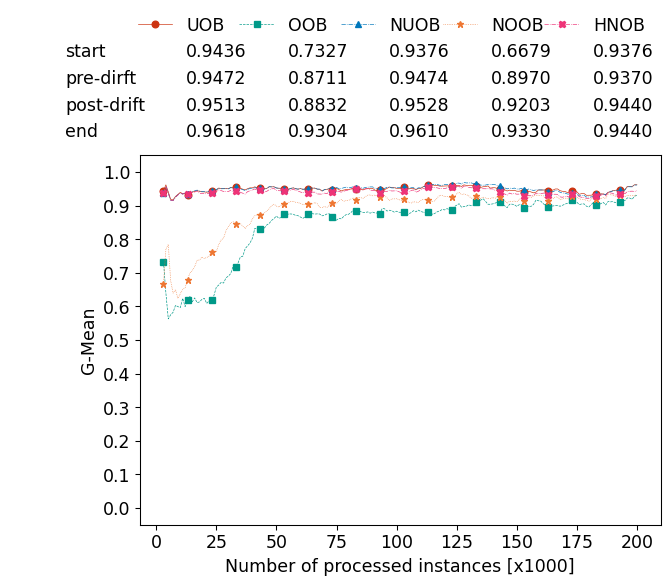 UOB OOB NUOB NOOB HNOB
start 0.9436 0.7327 0.9376 0.6679 0.9376
pre-dirft 0.9472 0.8711 0.9474 0.8970 0.9370
post-drift 0.9513 0.8832 0.9528 0.9203 0.9440
end 0.9618 0.9304 0.9610 0.9330 0.9440
1.0
0.9
0.8
0.7
0.6
0.5
0.4
0.3
0.2
0.1
0.0
G-Mean
0 25 50 75 100 125 150 175 200
Number of processed instances [x1000]